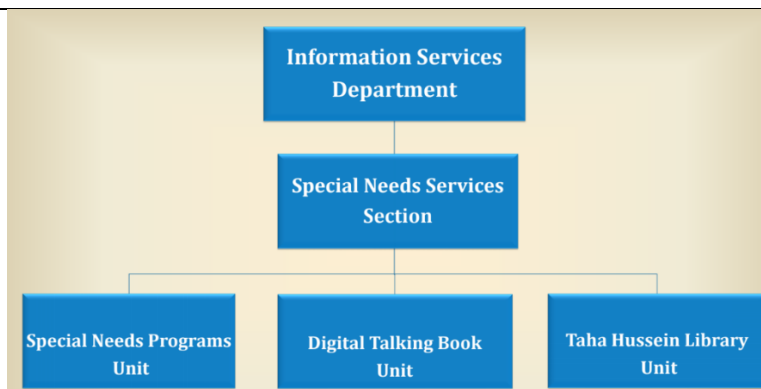 Information Services
Department
Special Needs Services
Section
Special Needs Programs
Unit
Digital Talking Book
Unit
Taha Hussein Library
Unit